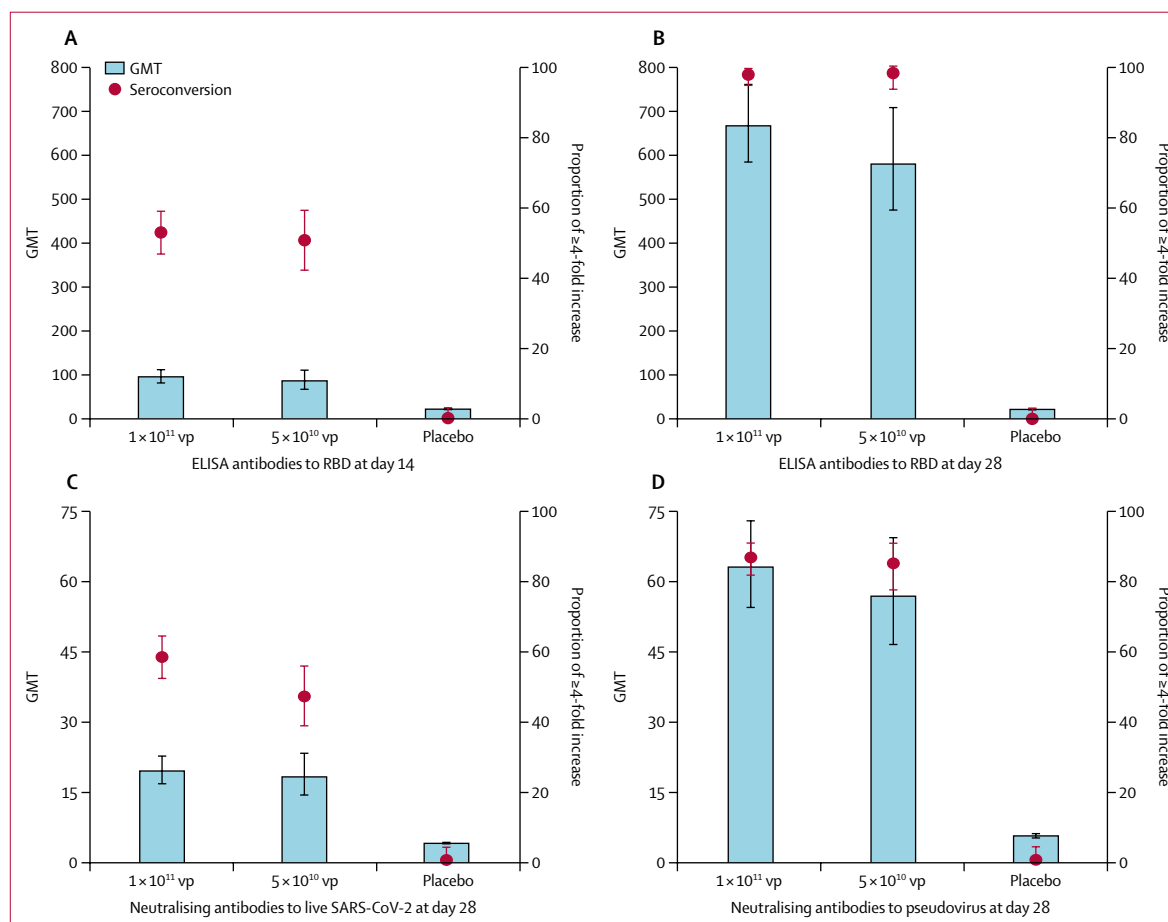 A
GMT
Seroconversion
800
700
600
500
400
300
200
100
0
GMT
100
80
60
40
20
0
Proportion of ≥4-fold increase
1 × 10¹¹ vp
5 × 10¹⁰ vp
Placebo
ELISA antibodies to RBD at day 14
B
800
700
600
500
400
300
200
100
0
GMT
100
80
60
40
20
0
Proportion of ≥4-fold increase
1 × 10¹¹ vp
5 × 10¹⁰ vp
Placebo
ELISA antibodies to RBD at day 28
C
75
60
45
30
15
0
GMT
100
80
60
40
20
0
Proportion of ≥4-fold increase
1 × 10¹¹ vp
5 × 10¹⁰ vp
Placebo
Neutralising antibodies to live SARS-CoV-2 at day 28
D
75
60
45
30
15
0
GMT
100
80
60
40
20
0
Proportion of ≥4-fold increase
1 × 10¹¹ vp
5 × 10¹⁰ vp
Placebo
Neutralising antibodies to pseudovirus at day 28